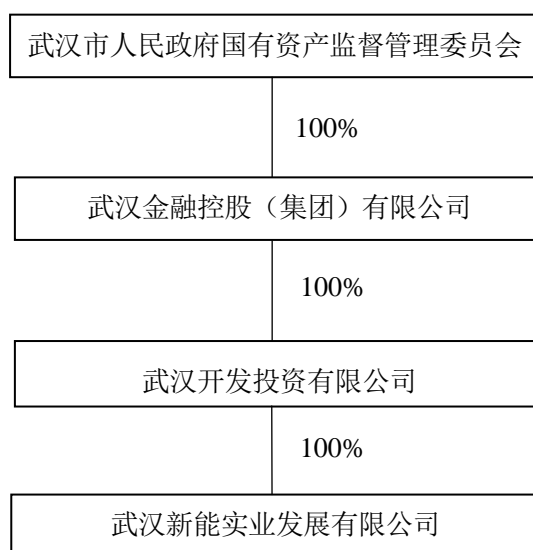 武汉市人民政府国有资产监督管理委员会
100%
武汉金融控股（集团）有限公司
100%
武汉开发投资有限公司
100%
武汉新能实业发展有限公司